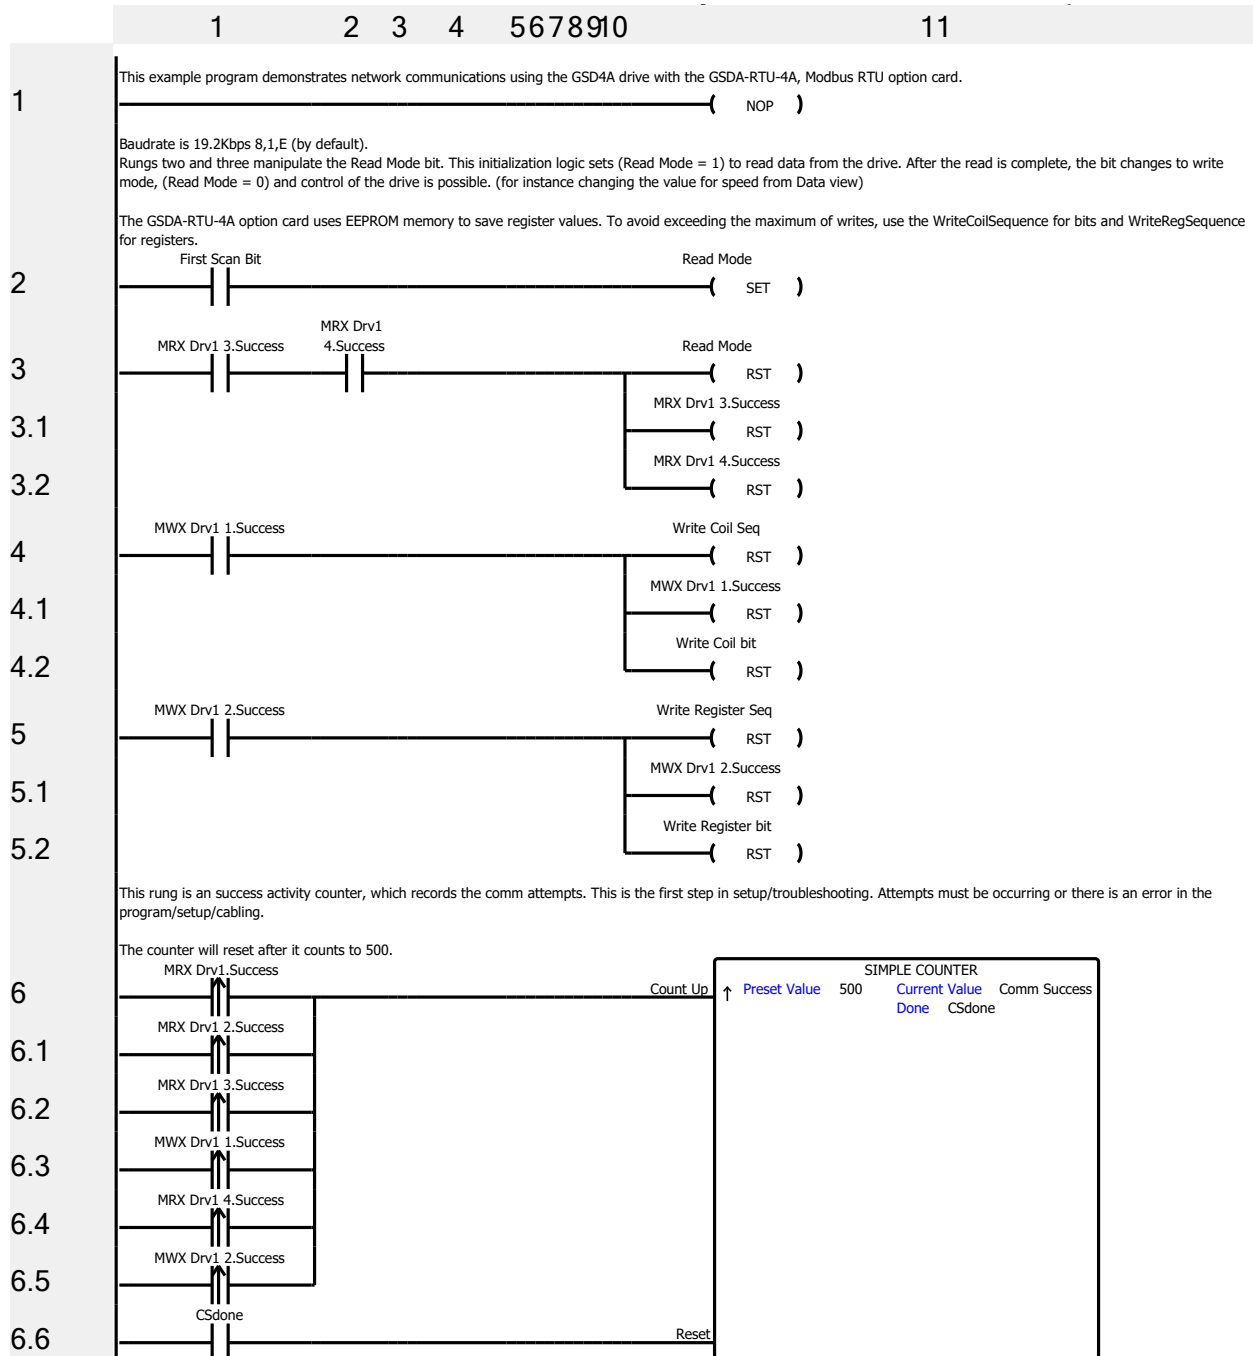 1 2 3 4 5 6 7 8 9 10 11
This example program demonstrates network communications using the GSD4A drive with the GSDA-RTU-4A, Modbus RTU option card.
1 NOP
Baudrate is 19.2Kbps 8,1,E (by default).
Rungs two and three manipulate the Read Mode bit. This initialization logic sets (Read Mode = 1) to read data from the drive. After the read is complete, the bit changes to write
mode, (Read Mode = 0) and control of the drive is possible. (for instance changing the value for speed from Data view)
The GSDA-RTU-4A option card uses EEPROM memory to save register values. To avoid exceeding the maximum of writes, use the WriteCoilSequence for bits and WriteRegSequence
for registers.
First Scan Bit Read Mode
2 SET
MRX Drv1
MRX Drv1 3.Success 4.Success Read Mode
3 RST
MRX Drv1 3.Success
3.1 RST
MRX Drv1 4.Success
3.2 RST
MWX Drv1 1.Success Write Coil Seq
4 RST
MWX Drv1 1.Success
4.1 RST
Write Coil bit
4.2 RST
MWX Drv1 2.Success Write Register Seq
5 RST
MWX Drv1 2.Success
5.1 RST
Write Register bit
5.2 RST
This rung is an success activity counter, which records the comm attempts. This is the first step in setup/troubleshooting. Attempts must be occurring or there is an error in the
program/setup/cabling.
The counter will reset after it counts to 500.
MRX Drv1.Success SIMPLE COUNTER
6 Count Up ↑ Preset Value 500 Current Value Comm Success
Done CSdone
MRX Drv1 2.Success
6.1
MRX Drv1 3.Success
6.2
MWX Drv1 1.Success
6.3
MRX Drv1 4.Success
6.4
MWX Drv1 2.Success
6.5
CSdone
6.6 Reset